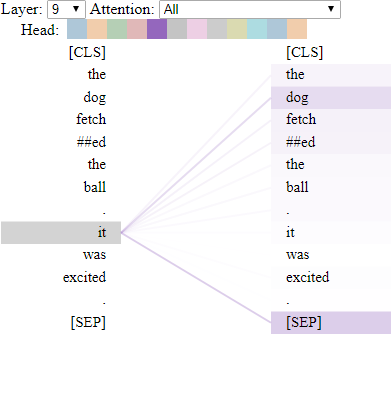 Layer: 9 Attention: All
Head:
[CLS] [CLS]
the the
dog dog
fetch fetch
##ed ##ed
the the
ball ball
. .
it it
was was
excited excited
. .
[SEP] [SEP]